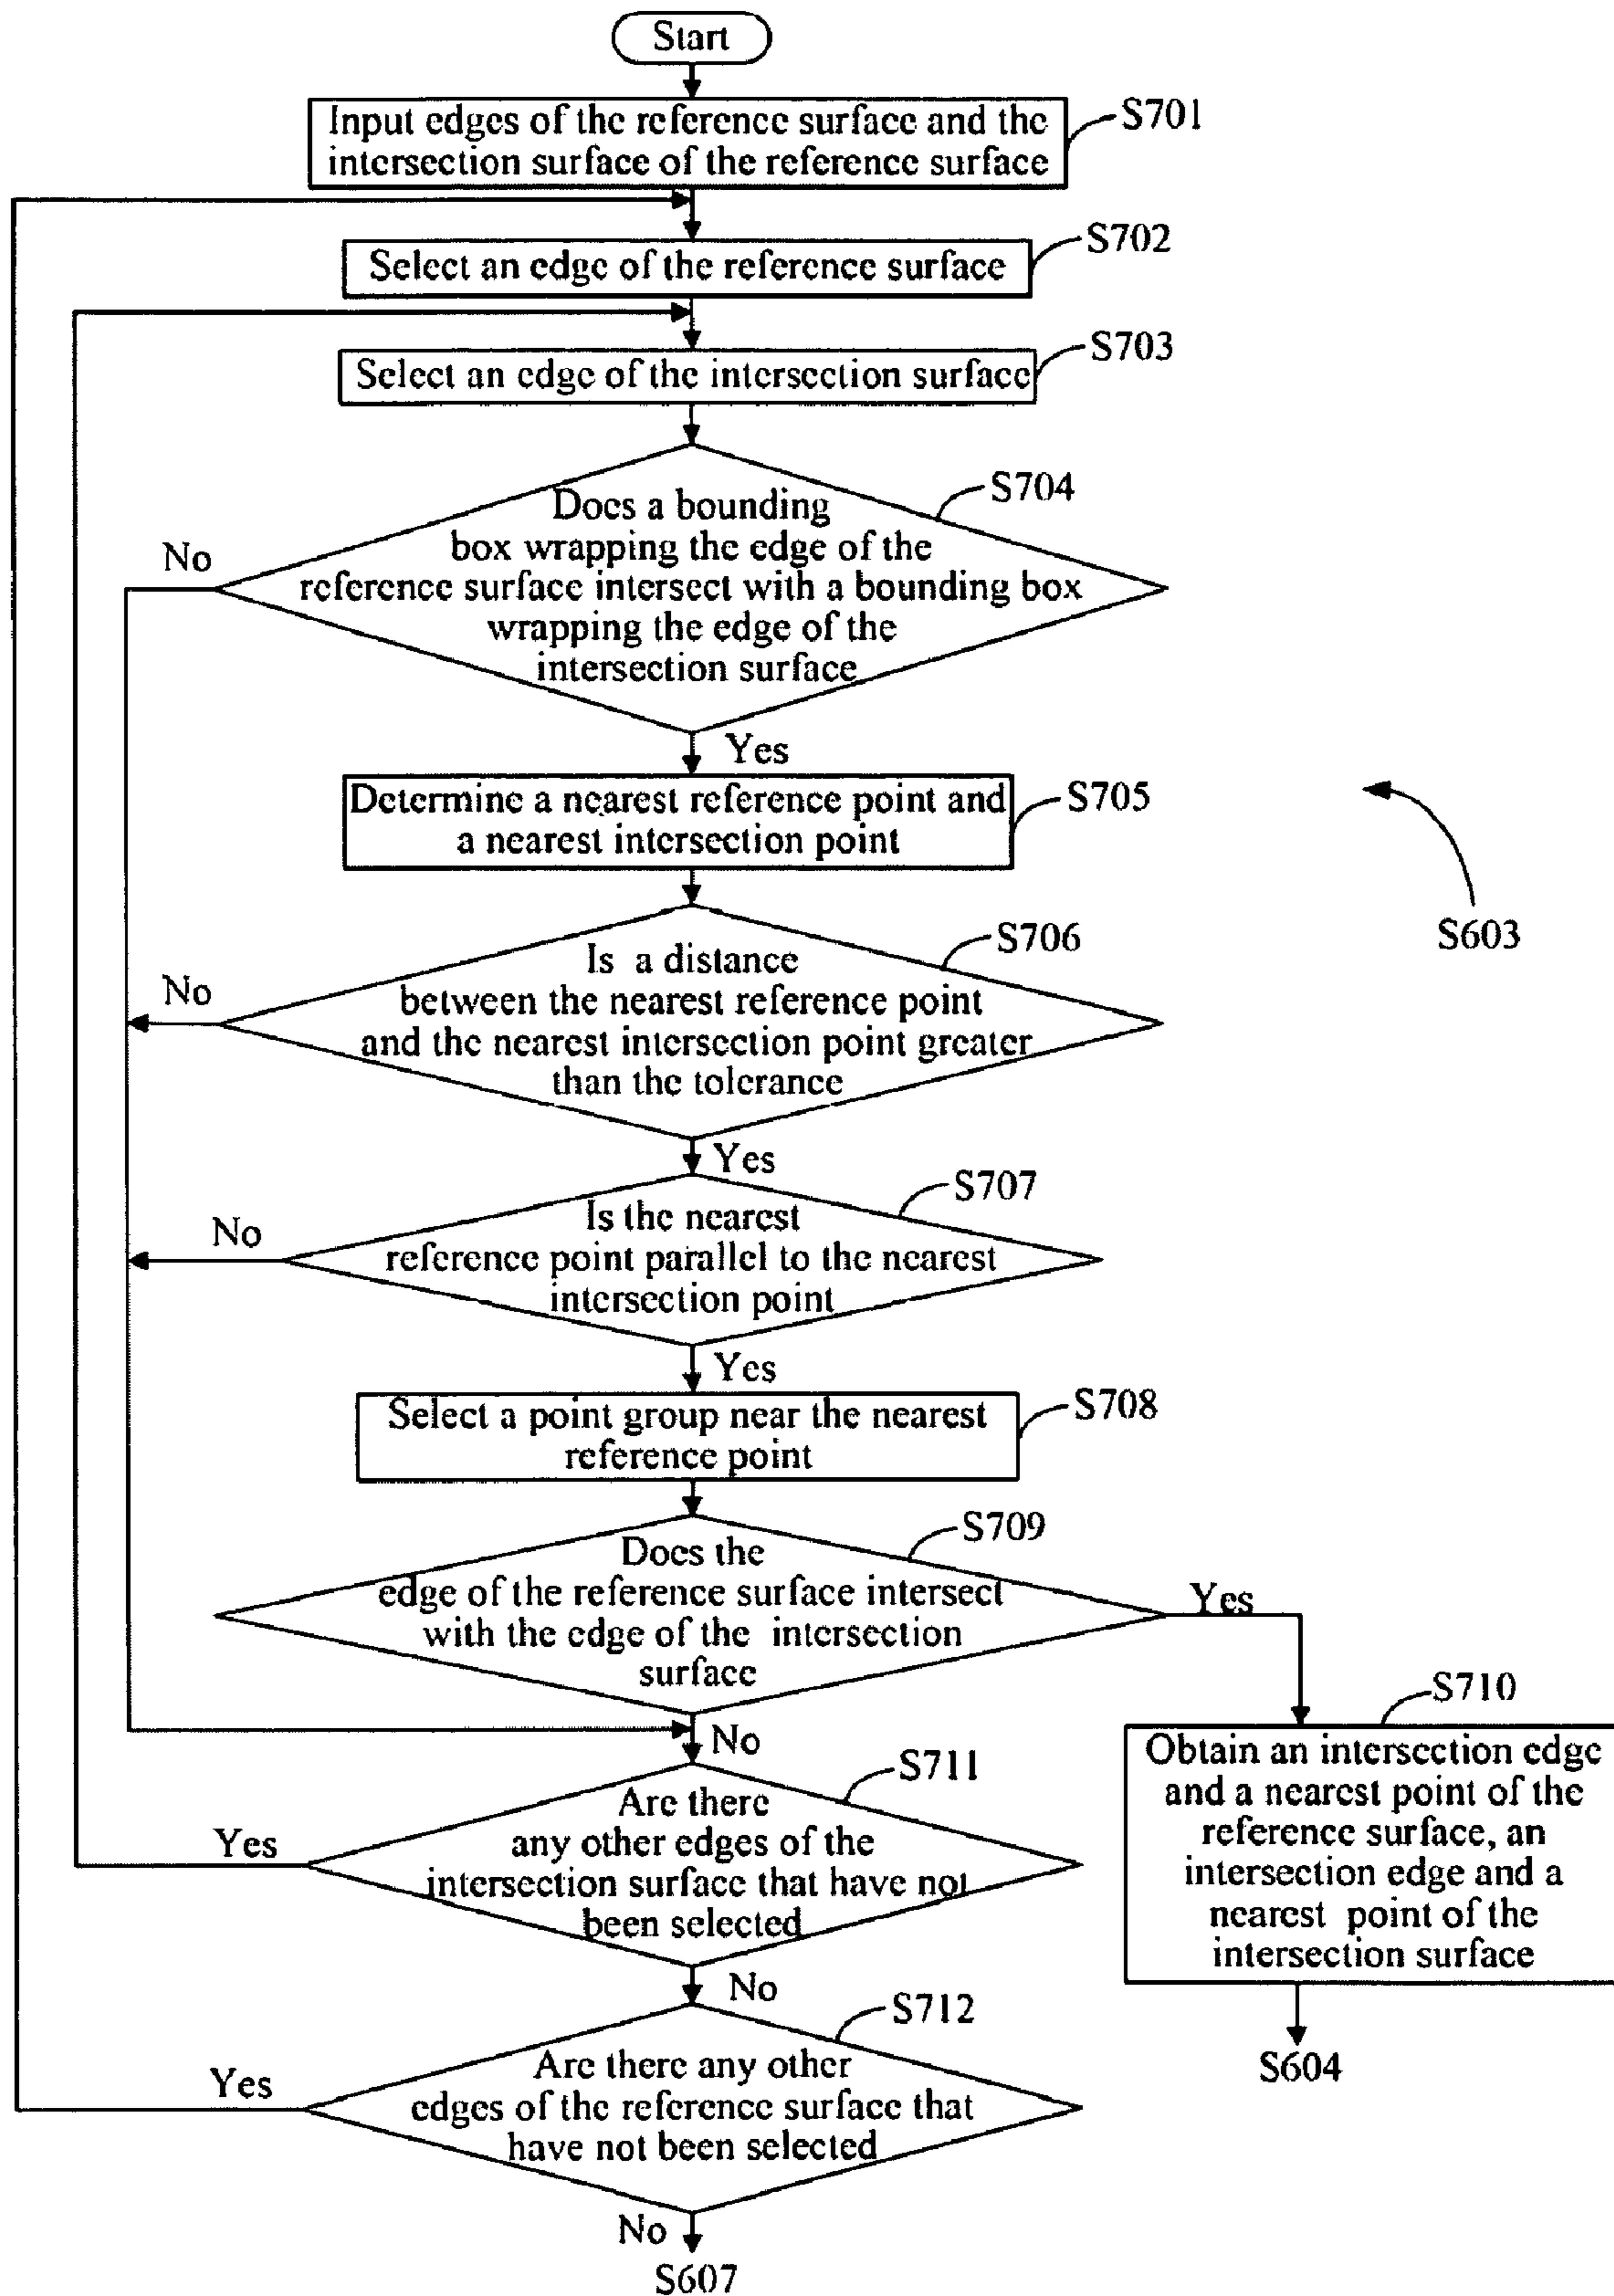 Start
Input edges of the reference surface and the
intersection surface of the reference surface
S701
Select an edge of the reference surface
S702
Select an edge of the intersection surface
S703
Does a bounding
box wrapping the edge of the
reference surface intersect with a bounding box
wrapping the edge of the
intersection surface
S704
No
Yes
Determine a nearest reference point and
a nearest intersection point
S705
S603
Is a distance
between the nearest reference point
and the nearest intersection point greater
than the tolerance
S706
No
Yes
Is the nearest
reference point parallel to the nearest
intersection point
S707
No
Yes
Select a point group near the nearest
reference point
S708
Does the
edge of the reference surface intersect
with the edge of the intersection
surface
S709
Yes
No
Obtain an intersection edge
and a nearest point of the
reference surface, an
intersection edge and a
nearest point of the
intersection surface
S710
S604
Are there
any other edges of the
intersection surface that have not
been selected
S711
Yes
No
Are there any other
edges of the reference surface that
have not been selected
S712
Yes
No
S607